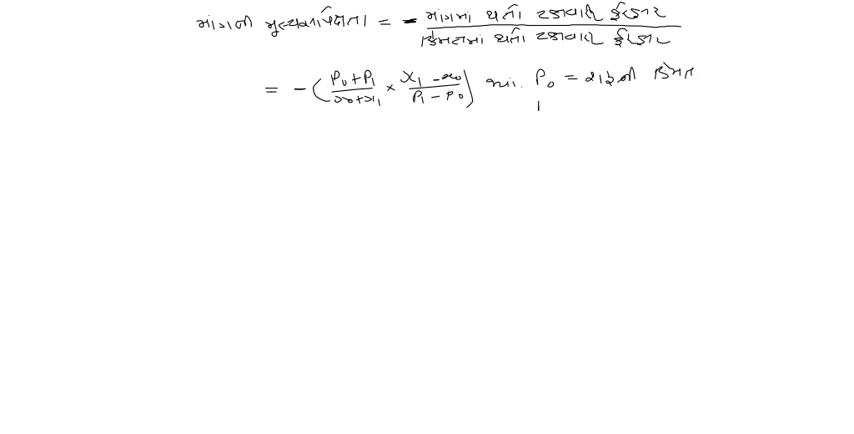 માંગની મૂલ્યસાપેક્ષતા = - માંગમાં થતો ટકાવારી ફેરફાર / કિંમતમાં થતો ટકાવારી ફેરફાર
= - ( P₀ + P₁ / x₀ + x₁ × x₁ - x₀ / P₁ - P₀ ) જ્યાં. P₀ = શરૂની કિંમત